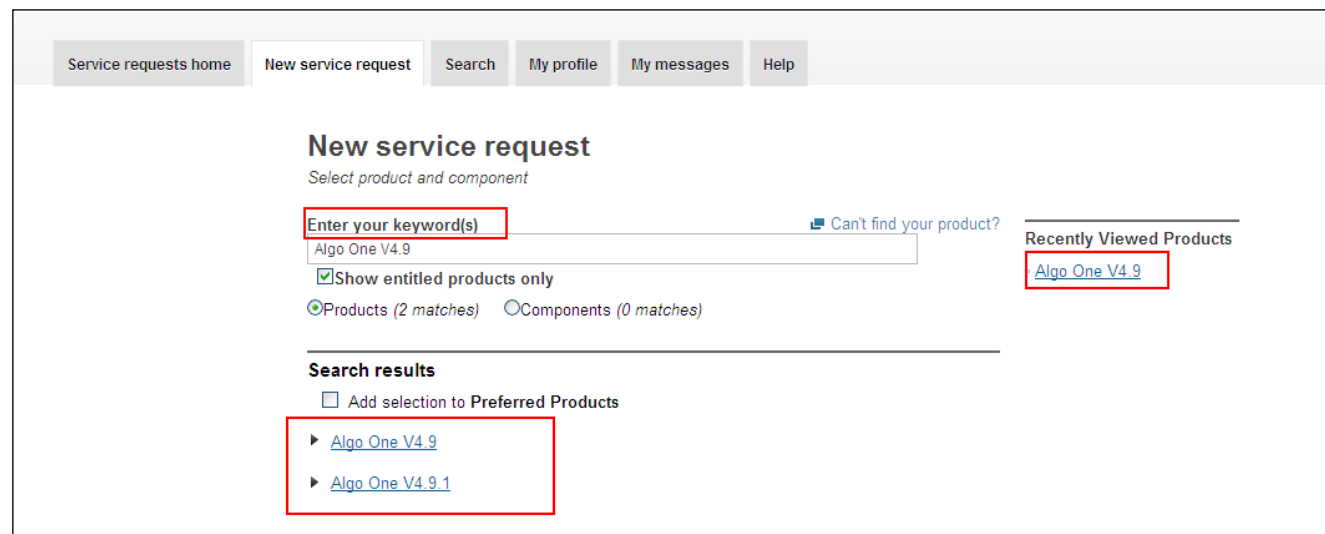 Service requests home New service request Search My profile My messages Help
New service request
Select product and component
Enter your keyword(s) Can't find your product?
Algo One V4.9
Show entitled products only
Products (2 matches) Components (0 matches)
Recently Viewed Products
Algo One V4.9
Search results
Add selection to Preferred Products
Algo One V4.9
Algo One V4.9.1